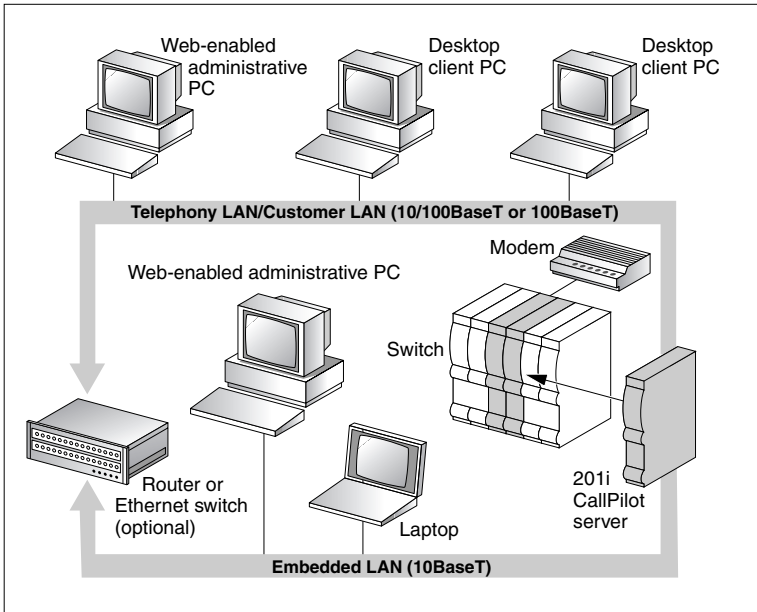 Web-enabled
administrative
PC
Desktop
client PC
Desktop
client PC
Telephony LAN/Customer LAN (10/100BaseT or 100BaseT)
Modem
Web-enabled administrative PC
Switch
Router or
Ethernet switch
(optional)
Laptop
201i
CallPilot
server
Embedded LAN (10BaseT)